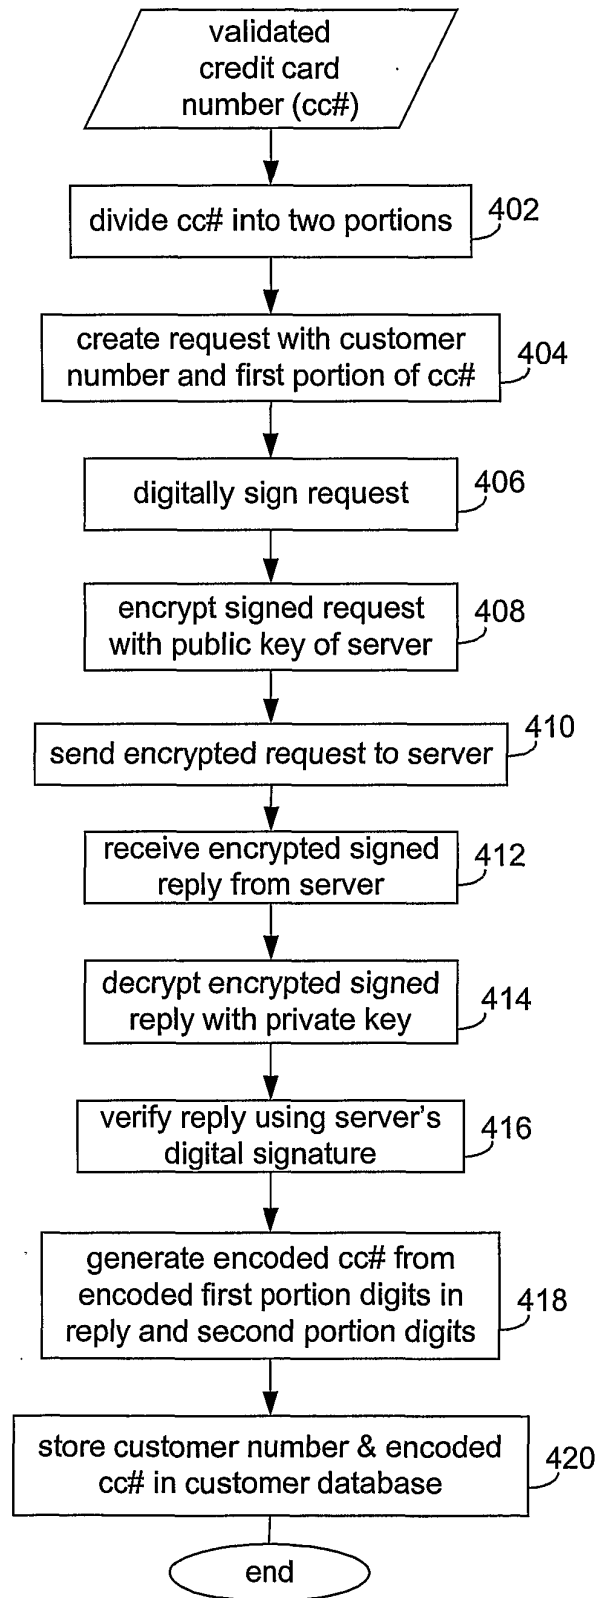 validated
credit card
number (cc#)
divide cc# into two portions
402
create request with customer
number and first portion of cc#
404
digitally sign request
406
encrypt signed request
with public key of server
408
send encrypted request to server
410
receive encrypted signed
reply from server
412
decrypt encrypted signed
reply with private key
414
verify reply using server's
digital signature
416
generate encoded cc# from
encoded first portion digits in
reply and second portion digits
418
store customer number & encoded
cc# in customer database
420
end